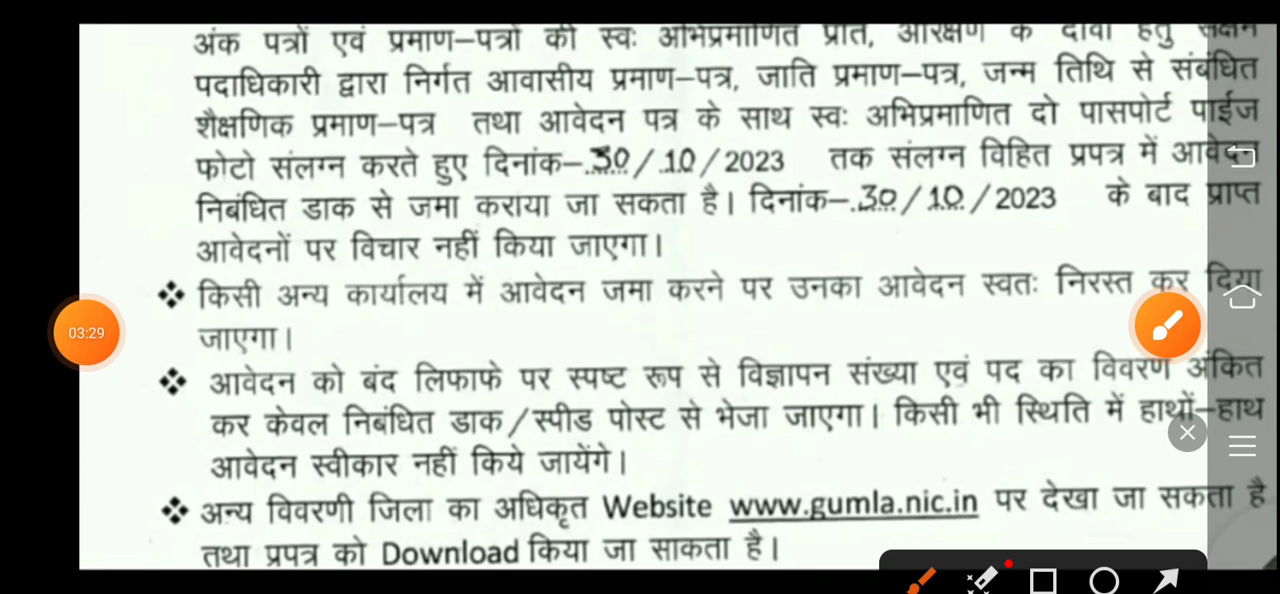 अंक पत्रों एवं प्रमाण–पत्रों की स्वः अभिप्रमाणित प्रति, आरक्षण के दावा हेतु सक्षम
पदाधिकारी द्वारा निर्गत आवासीय प्रमाण–पत्र, जाति प्रमाण–पत्र, जन्म तिथि से संबंधित
शैक्षणिक प्रमाण–पत्र तथा आवेदन पत्र के साथ स्वः अभिप्रमाणित दो पासपोर्ट पाईज
फोटो संलग्न करते हुए दिनांक–.30/.10/2023 तक संलग्न विहित प्रपत्र में आवेदन
निबंधित डाक से जमा कराया जा सकता है। दिनांक–.30/10/2023 के बाद प्राप्त
आवेदनों पर विचार नहीं किया जाएगा।
❖ किसी अन्य कार्यालय में आवेदन जमा करने पर उनका आवेदन स्वतः निरस्त कर दिया
03:29
जाएगा।
❖ आवेदन को बंद लिफाफे पर स्पष्ट रूप से विज्ञापन संख्या एवं पद का विवरण अंकित
कर केवल निबंधित डाक/स्पीड पोस्ट से भेजा जाएगा। किसी भी स्थिति में हाथों–हाथ
आवेदन स्वीकार नहीं किये जायेंगे।
❖ अन्य विवरणी जिला का अधिकृत Website www.gumla.nic.in पर देखा जा सकता है
तथा प्रपत्र को Download किया जा साकता है।